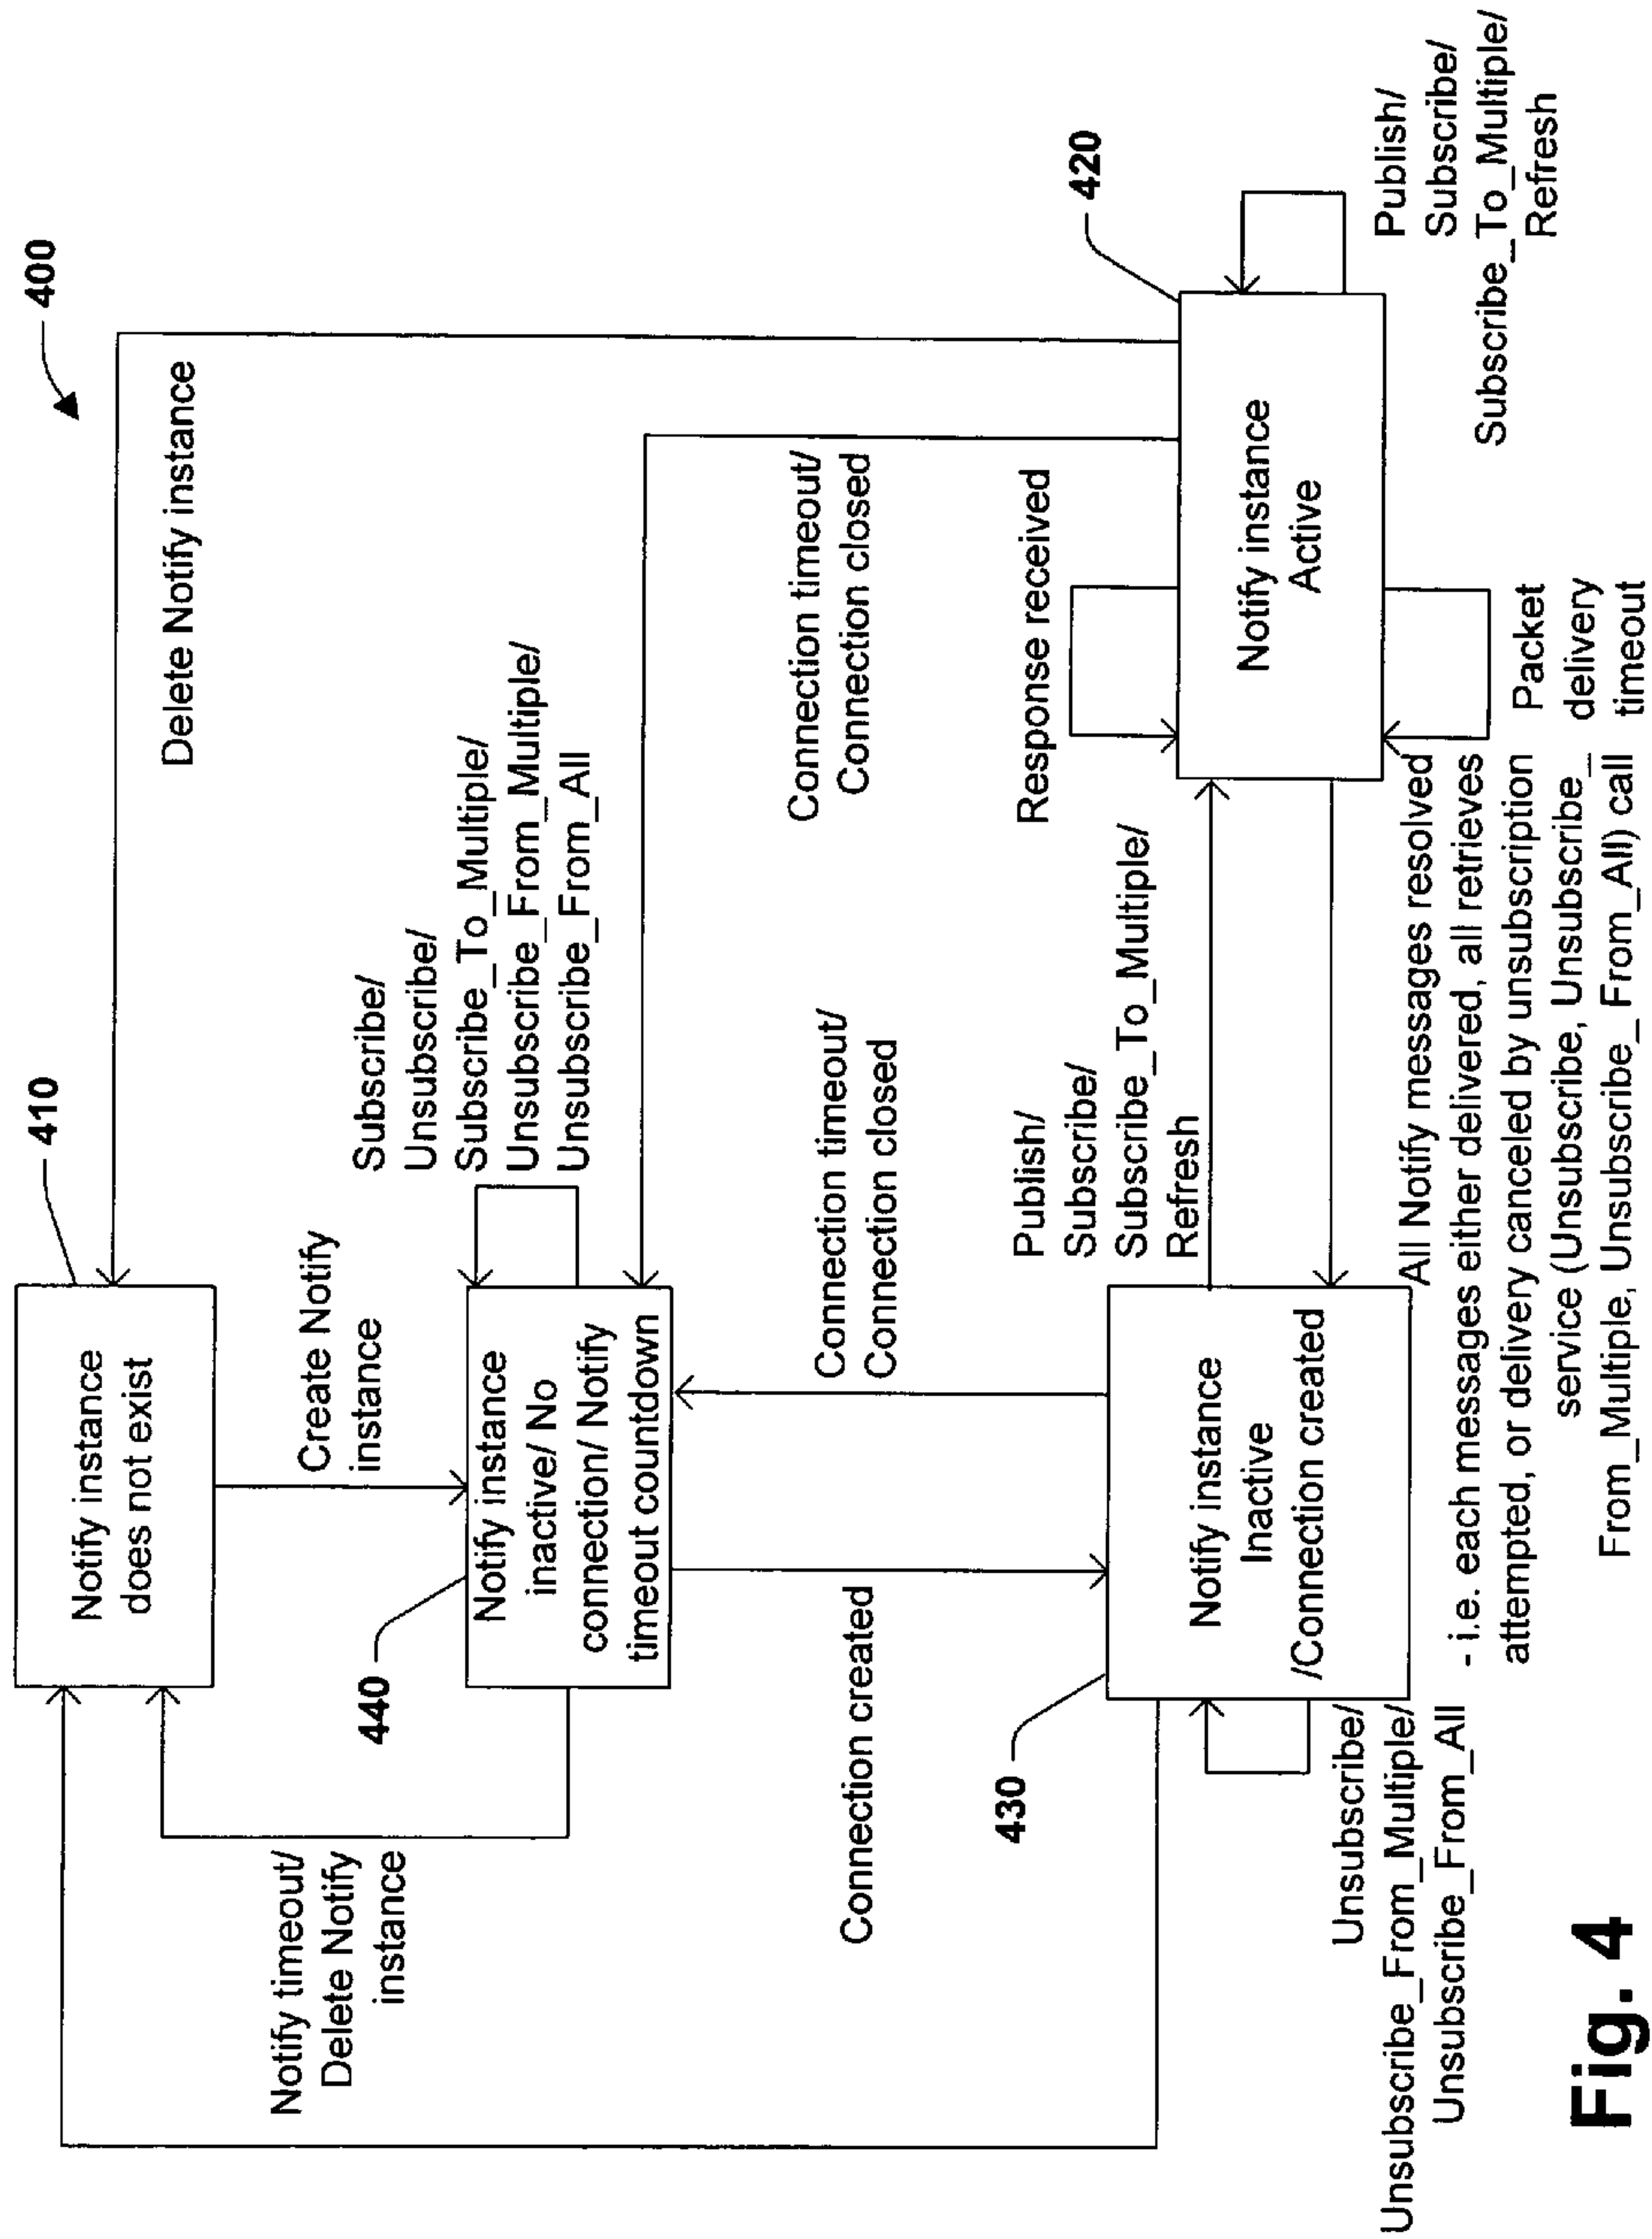 400
Delete Notify instance
410
Notify instance
does not exist
Create Notify
instance
Notify timeout/
Delete Notify
instance
Subscribe/
Unsubscribe/
Subscribe_To_Multiple/
Unsubscribe_From_Multiple/
Unsubscribe_From_All
440
Notify instance
inactive/ No
connection/ Notify
timeout countdown
Connection timeout/
Connection closed
Connection created
Connection timeout/
Connection closed
Response received
420
Notify instance
Active
Publish/
Subscribe/
Subscribe_To_Multiple/
Refresh
Publish/
Subscribe/
Subscribe_To_Multiple/
Refresh
430
Notify instance
Inactive
/Connection created
Packet
delivery
timeout
Unsubscribe/
Unsubscribe_From_Multiple/
Unsubscribe_From_All
All Notify messages resolved
- i.e. each messages either delivered, all retrieves
attempted, or delivery canceled by unsubscription
service (Unsubscribe, Unsubscribe_
From_Multiple, Unsubscribe_From_All) call
Fig. 4